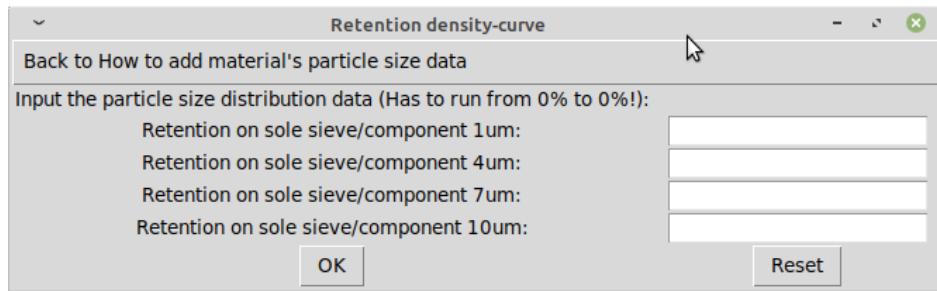 Retention density-curve
Back to How to add material's particle size data
Input the particle size distribution data (Has to run from 0% to 0%!):
Retention on sole sieve/component 1um:
Retention on sole sieve/component 4um:
Retention on sole sieve/component 7um:
Retention on sole sieve/component 10um:
OK Reset